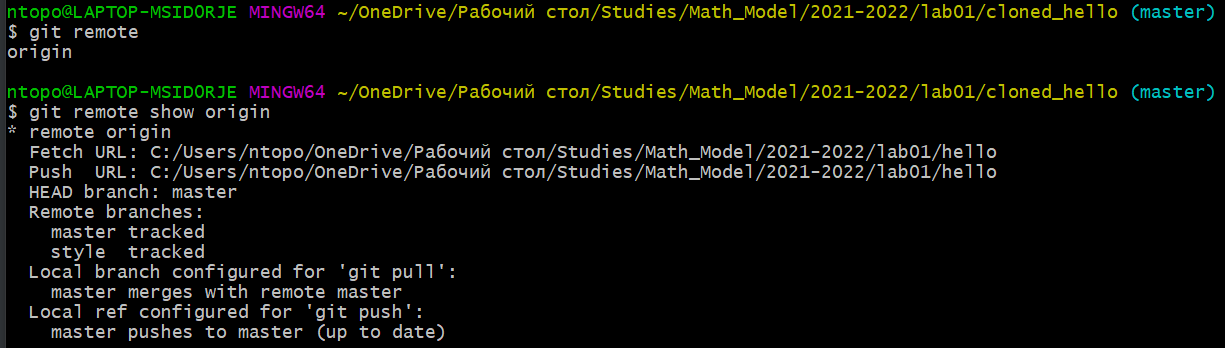 ntopo@LAPTOP-MSID0RJE MINGW64 ~/OneDrive/Рабочий стол/Studies/Math_Model/2021-2022/lab01/cloned_hello (master)
$ git remote
origin

ntopo@LAPTOP-MSID0RJE MINGW64 ~/OneDrive/Рабочий стол/Studies/Math_Model/2021-2022/lab01/cloned_hello (master)
$ git remote show origin
* remote origin
  Fetch URL: C:/Users/ntopo/OneDrive/Рабочий стол/Studies/Math_Model/2021-2022/lab01/hello
  Push  URL: C:/Users/ntopo/OneDrive/Рабочий стол/Studies/Math_Model/2021-2022/lab01/hello
  HEAD branch: master
  Remote branches:
    master tracked
    style  tracked
  Local branch configured for 'git pull':
    master merges with remote master
  Local ref configured for 'git push':
    master pushes to master (up to date)